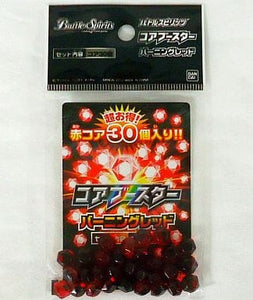 Battle Spirits
バトルスピリッツ
コアブースター
バーニングレッド
セット内容
BAN
DAI
超お得!
赤コア30個入り!!
コアブースター
バーニングレッド